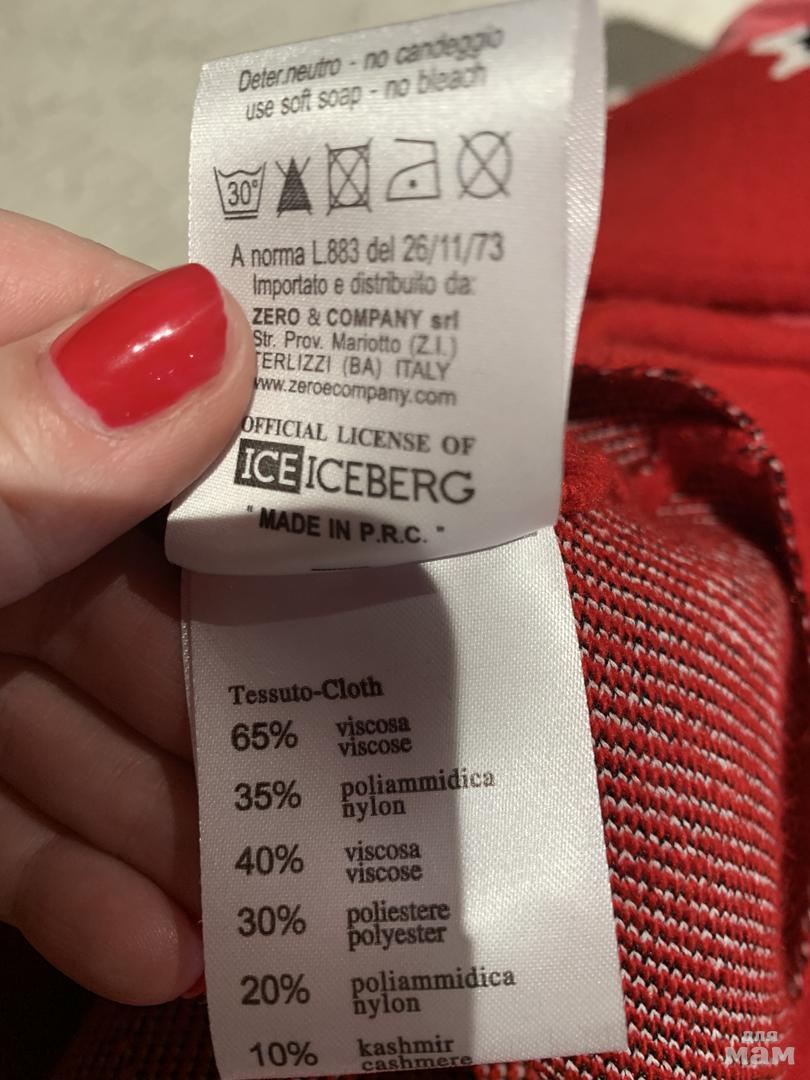 Deter.neutro - no candeggio
use soft soap - no bleach
30°
A norma L.883 del 26/11/73
Importato e distribuito da:
ZERO & COMPANY srl
Str. Prov. Mariotto (Z.I.)
TERLIZZI (BA) ITALY
www.zeroecompany.com
OFFICIAL LICENSE OF
ICE ICEBERG
" MADE IN P.R.C. "
Tessuto-Cloth
65% viscosa
viscose
35% poliammidica
nylon
40% viscosa
viscose
30% poliestere
polyester
20% poliammidica
nylon
10% kashmir
cashmere
для
мам